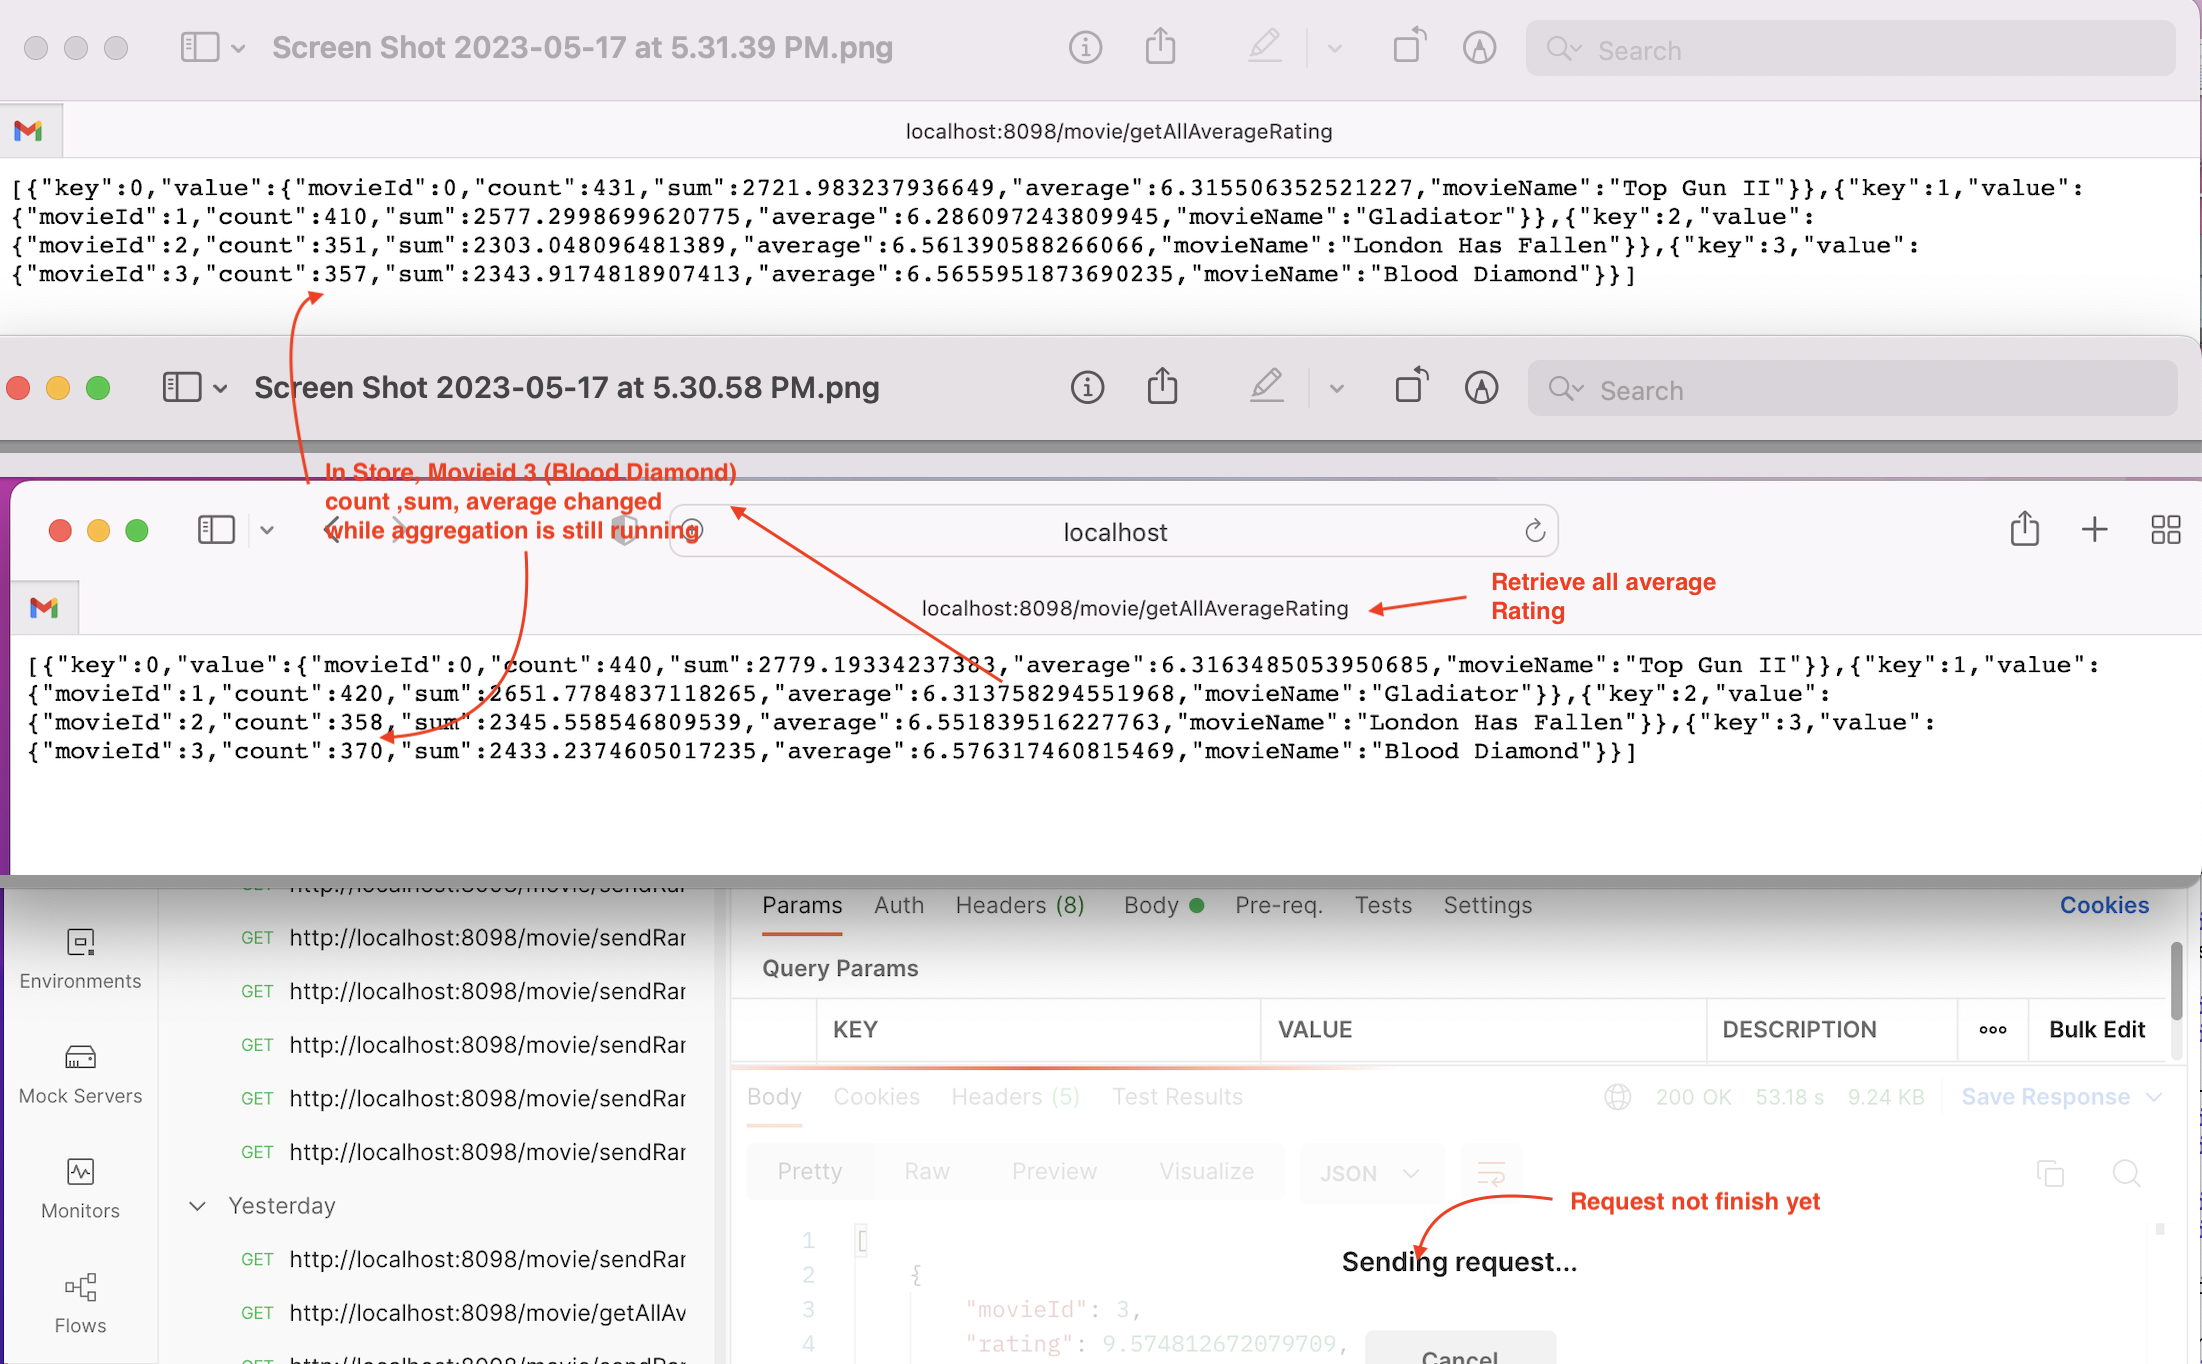 Screen Shot 2023-05-17 at 5.31.39 PM.png
Search
localhost:8098/movie/getAllAverageRating
[{"key":0,"value":{"movieId":0,"count":431,"sum":2721.983237936649,"average":6.315506352521227,"movieName":"Top Gun II"}},{"key":1,"value":
{"movieId":1,"count":410,"sum":2577.2998699620775,"average":6.286097243809945,"movieName":"Gladiator"}},{"key":2,"value":
{"movieId":2,"count":351,"sum":2303.048096481389,"average":6.561390588266066,"movieName":"London Has Fallen"}},{"key":3,"value":
{"movieId":3,"count":357,"sum":2343.9174818907413,"average":6.5655951873690235,"movieName":"Blood Diamond"}}]
Screen Shot 2023-05-17 at 5.30.58 PM.png
Search
In Store, Movieid 3 (Blood Diamond)
count ,sum, average changed
while aggregation is still running
localhost
Retrieve all average
Rating
localhost:8098/movie/getAllAverageRating
[{"key":0,"value":{"movieId":0,"count":440,"sum":2779.19334237383,"average":6.3163485053950685,"movieName":"Top Gun II"}},{"key":1,"value":
{"movieId":1,"count":420,"sum":2651.7784837118265,"average":6.313758294551968,"movieName":"Gladiator"}},{"key":2,"value":
{"movieId":2,"count":358,"sum":2345.558546809539,"average":6.551839516227763,"movieName":"London Has Fallen"}},{"key":3,"value":
{"movieId":3,"count":370,"sum":2433.2374605017235,"average":6.576317460815469,"movieName":"Blood Diamond"}}]
Environments
Mock Servers
Monitors
Flows
GET http://localhost:8098/movie/sendRar
GET http://localhost:8098/movie/sendRar
GET http://localhost:8098/movie/sendRar
GET http://localhost:8098/movie/sendRar
GET http://localhost:8098/movie/sendRar
GET http://localhost:8098/movie/sendRar
Yesterday
GET http://localhost:8098/movie/sendRar
GET http://localhost:8098/movie/getAllAv
Params Auth Headers (8) Body Pre-req. Tests Settings Cookies
Query Params
KEY VALUE DESCRIPTION Bulk Edit
Body Cookies Headers (5) Test Results 200 OK 53.18 s 9.24 KB Save Response
Pretty Raw Preview Visualize JSON
Request not finish yet
Sending request...
1 [
2 {
3 "movieId": 3,
4 "rating": 9.574812672079709,
Cancel